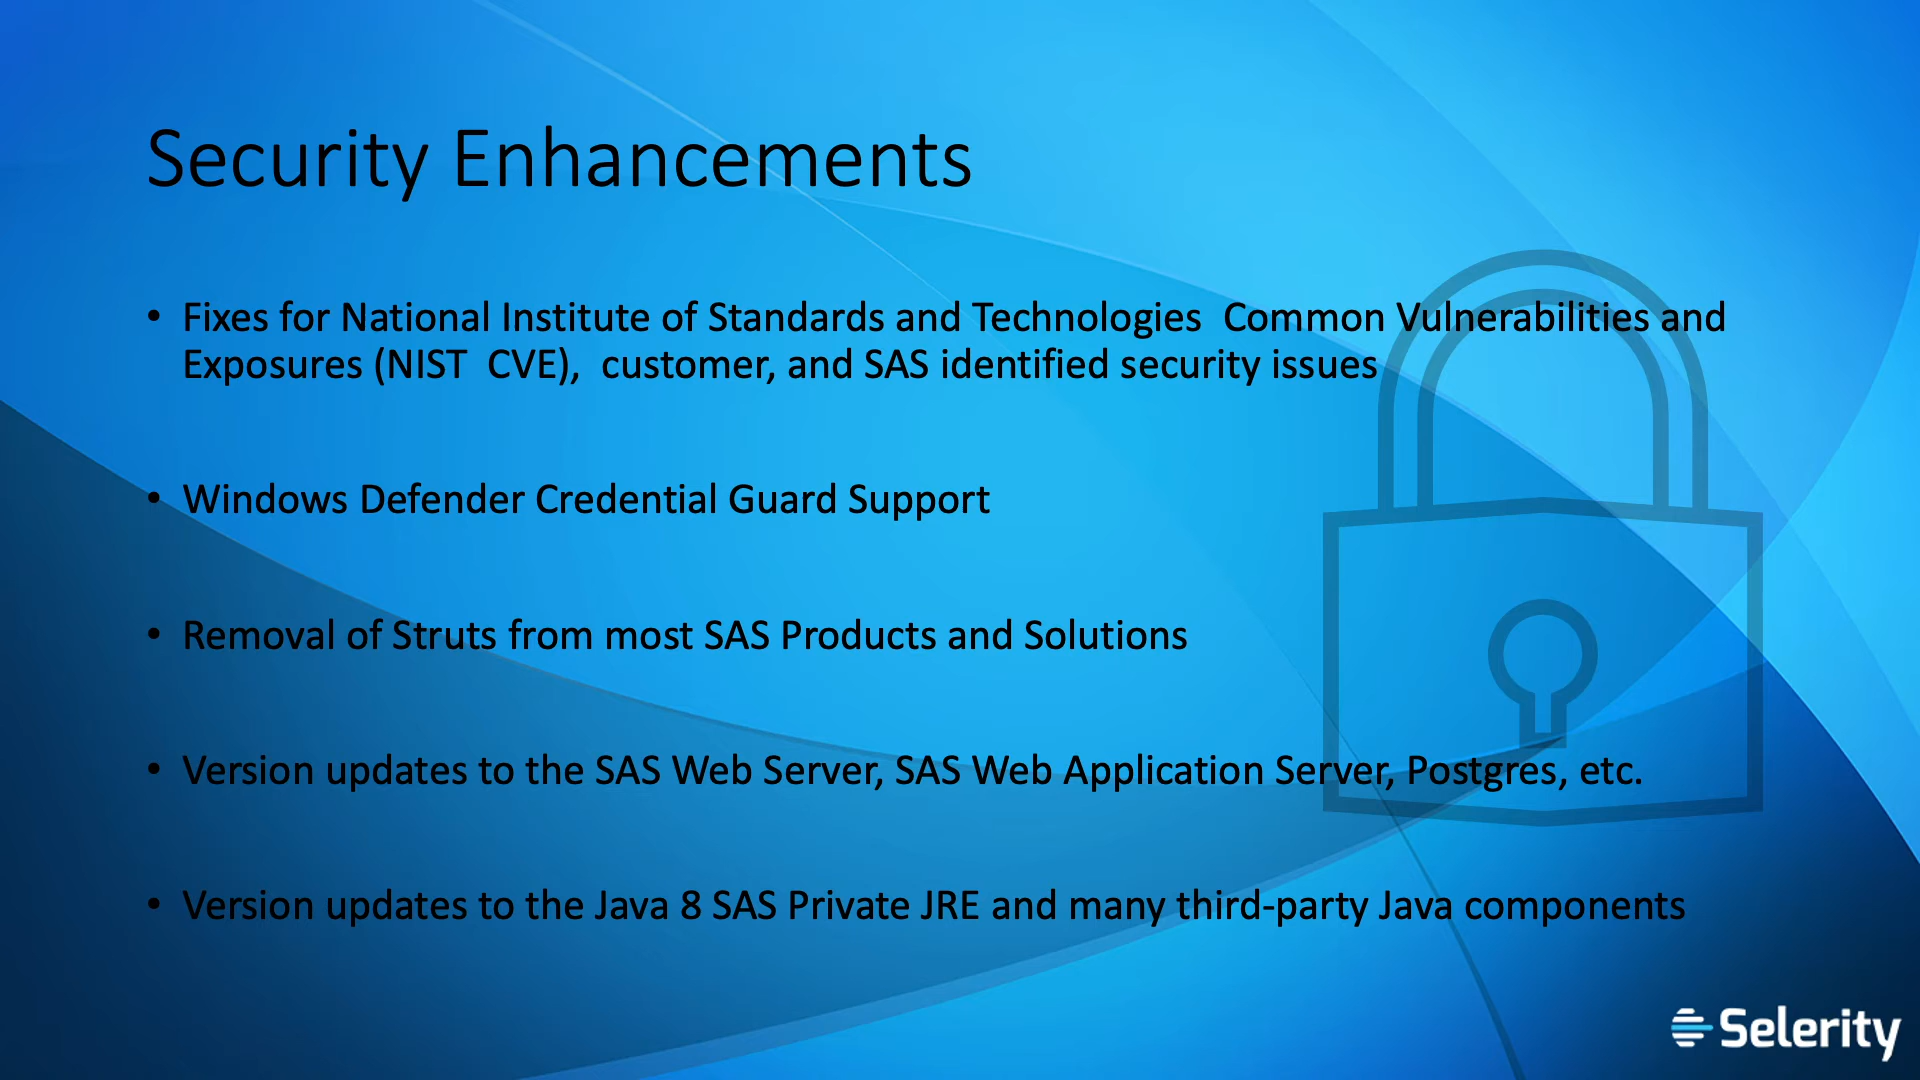 Security Enhancements
• Fixes for National Institute of Standards and Technologies  Common Vulnerabilities and
Exposures (NIST  CVE),  customer, and SAS identified security issues
• Windows Defender Credential Guard Support
• Removal of Struts from most SAS Products and Solutions
• Version updates to the SAS Web Server, SAS Web Application Server, Postgres, etc.
• Version updates to the Java 8 SAS Private JRE and many third-party Java components
Selerity